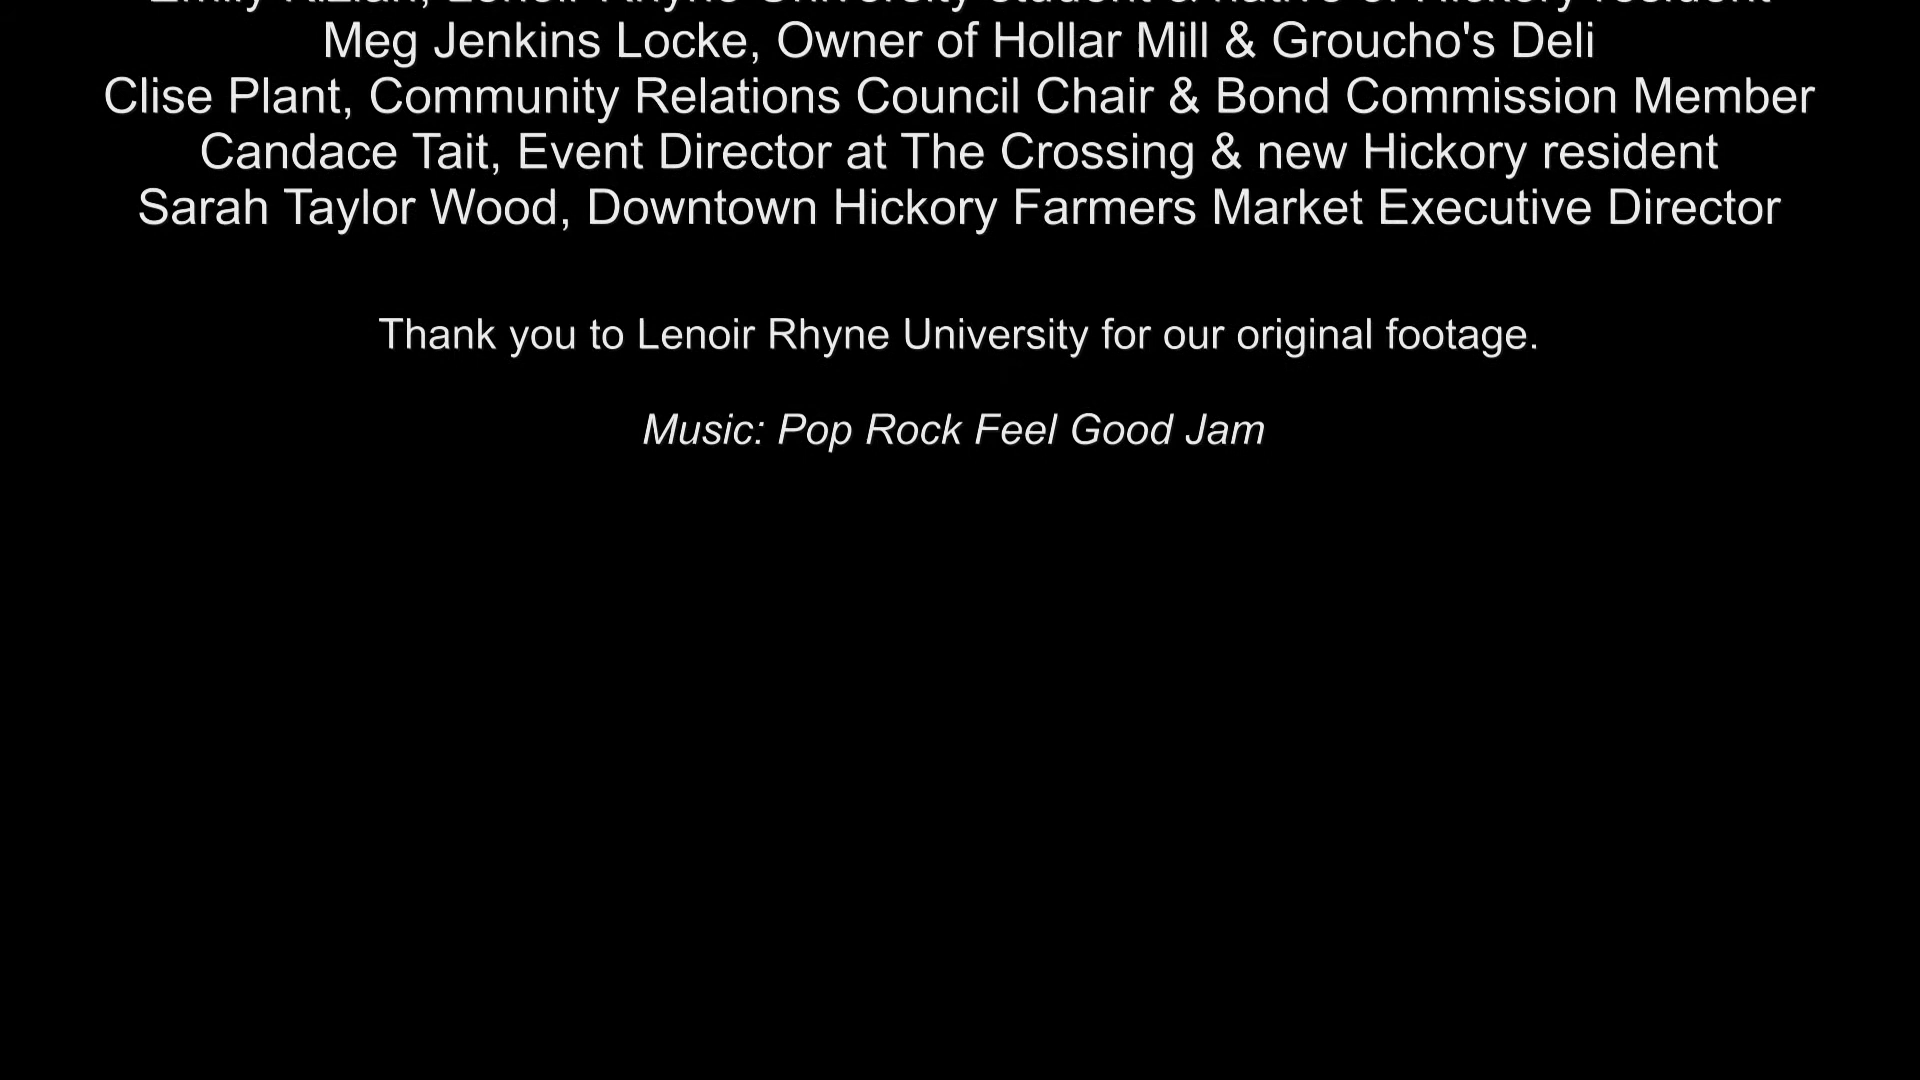 Lenoir Rhyne University student & native of Hickory resident
Meg Jenkins Locke, Owner of Hollar Mill & Groucho's Deli
Clise Plant, Community Relations Council Chair & Bond Commission Member
Candace Tait, Event Director at The Crossing & new Hickory resident
Sarah Taylor Wood, Downtown Hickory Farmers Market Executive Director
Thank you to Lenoir Rhyne University for our original footage.
Music: Pop Rock Feel Good Jam